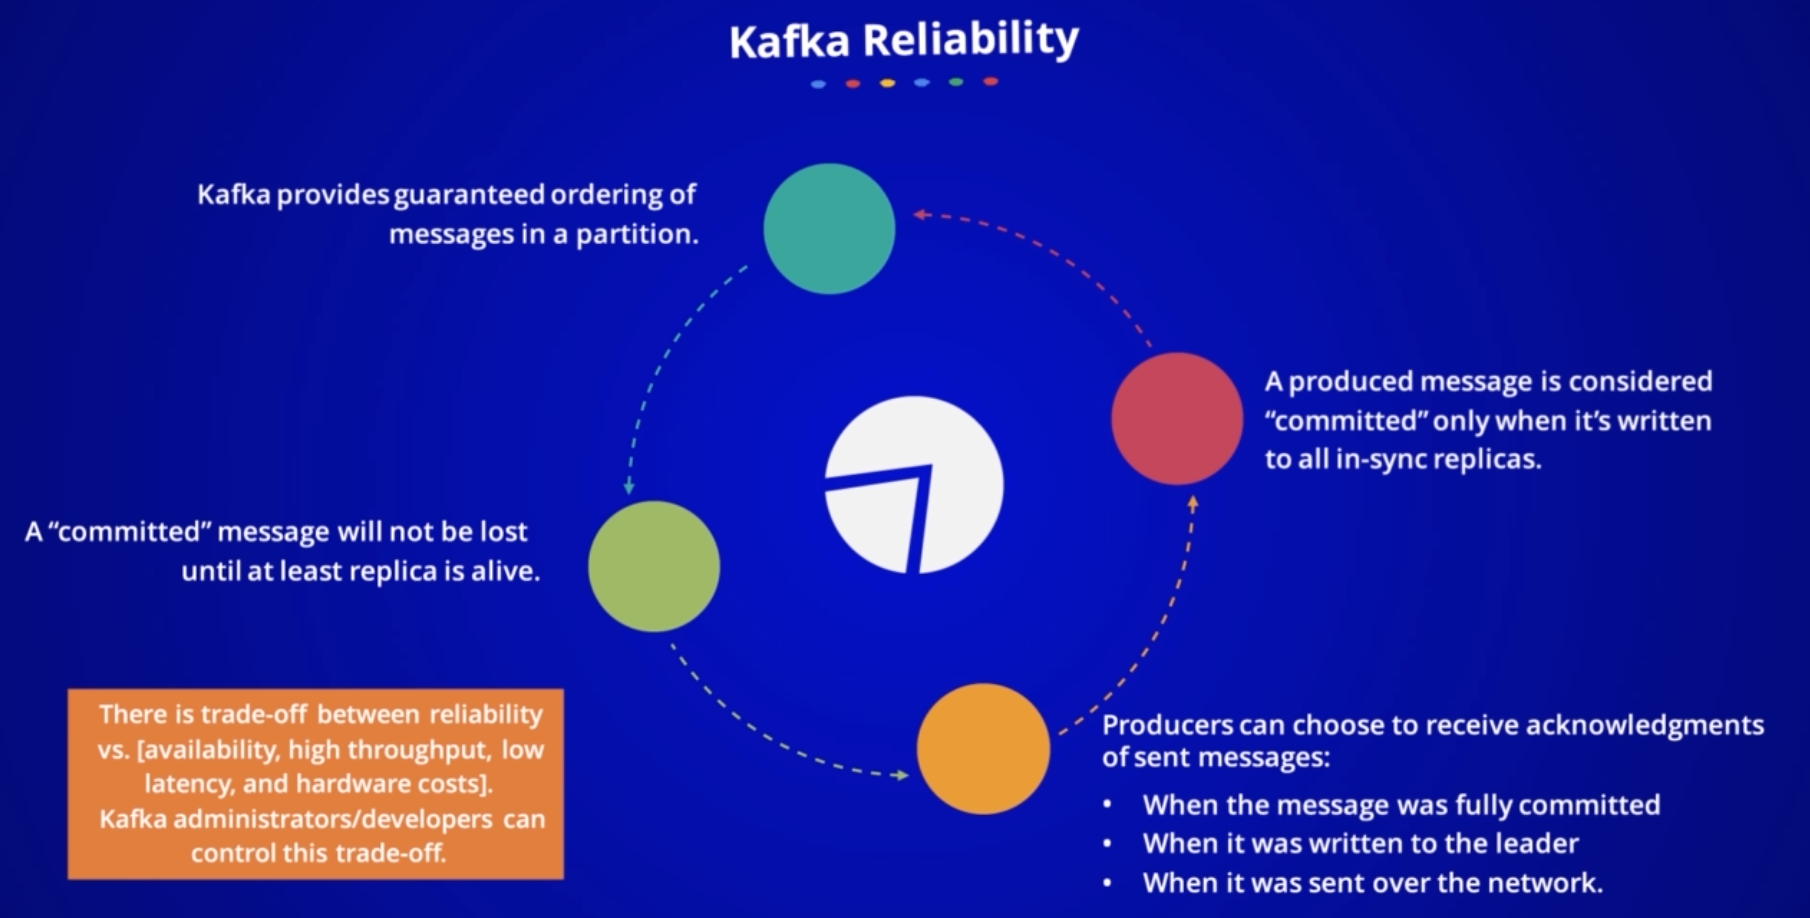 Kafka Reliability
Kafka provides guaranteed ordering of
messages in a partition.
A produced message is considered
“committed” only when it’s written
to all in-sync replicas.
A “committed” message will not be lost
until at least replica is alive.
There is trade-off between reliability
vs. [availability, high throughput, low
latency, and hardware costs].
Kafka administrators/developers can
control this trade-off.
Producers can choose to receive acknowledgments
of sent messages:
• When the message was fully committed
• When it was written to the leader
• When it was sent over the network.